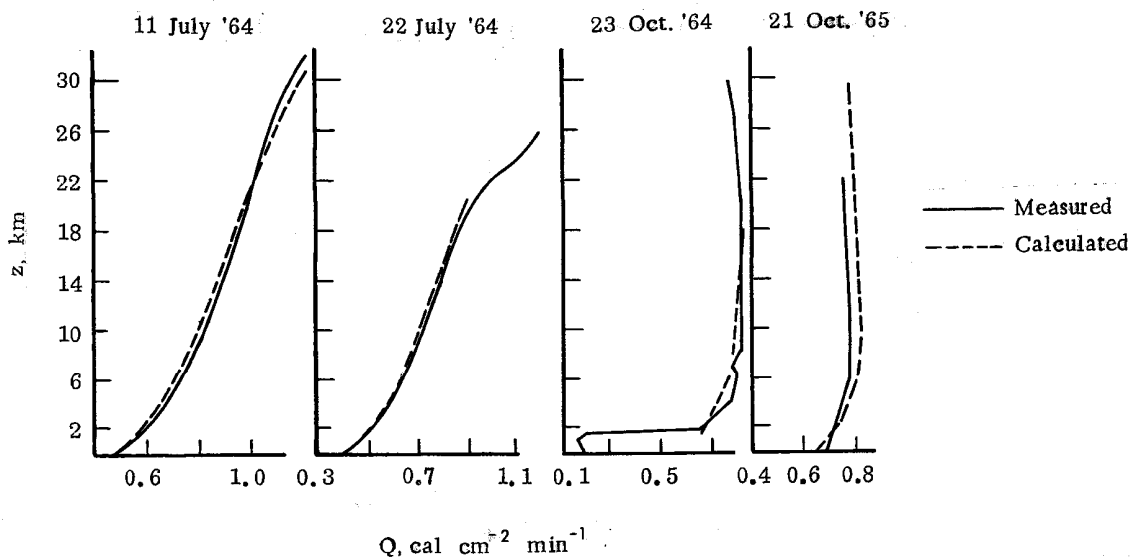 11 July '64 22 July '64 23 Oct. '64 21 Oct. '65
30
26
22
18
14
10
6
2
z, km
0.6 1.0 0.3 0.7 1.1 0.1 0.5 0.4 0.6 0.8
Measured
Calculated
Q, cal cm⁻² min⁻¹